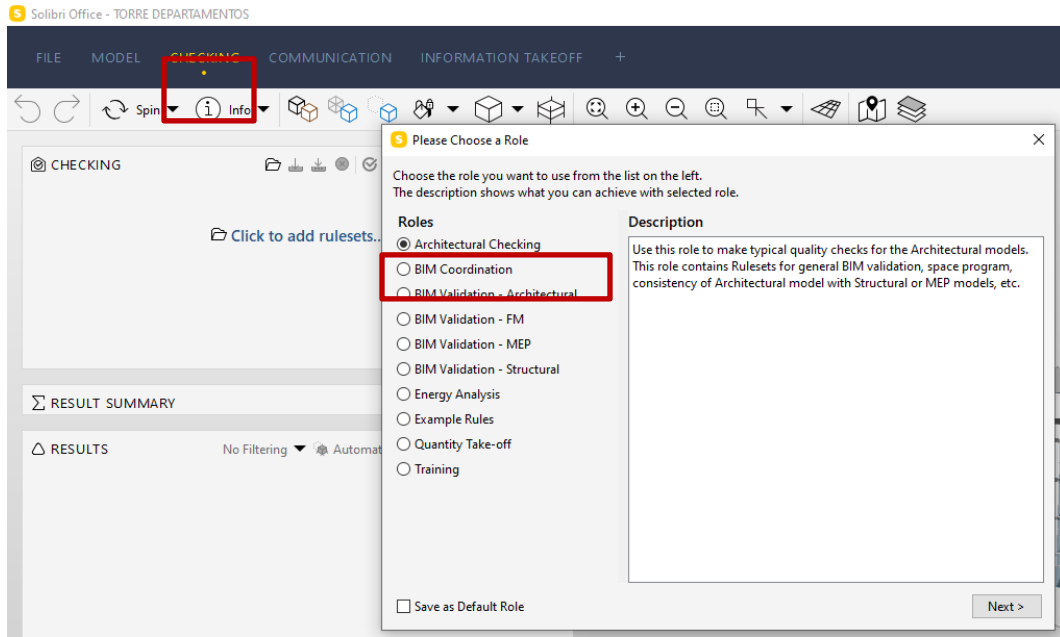 S Solibri Office - TORRE DEPARTAMENTOS
FILE MODEL CHECKING COMMUNICATION INFORMATION TAKEOFF +
Spin i Info
S Please Choose a Role
Choose the role you want to use from the list on the left.
The description shows what you can achieve with selected role.
CHECKING
Click to add rulesets...
Roles
Architectural Checking
BIM Coordination
BIM Validation - Architectural
BIM Validation - FM
BIM Validation - MEP
BIM Validation - Structural
Energy Analysis
Example Rules
Quantity Take-off
Training
Description
Use this role to make typical quality checks for the Architectural models.
This role contains Rulesets for general BIM validation, space program,
consistency of Architectural model with Structural or MEP models, etc.
RESULT SUMMARY
RESULTS No Filtering Automat
Save as Default Role
Next >